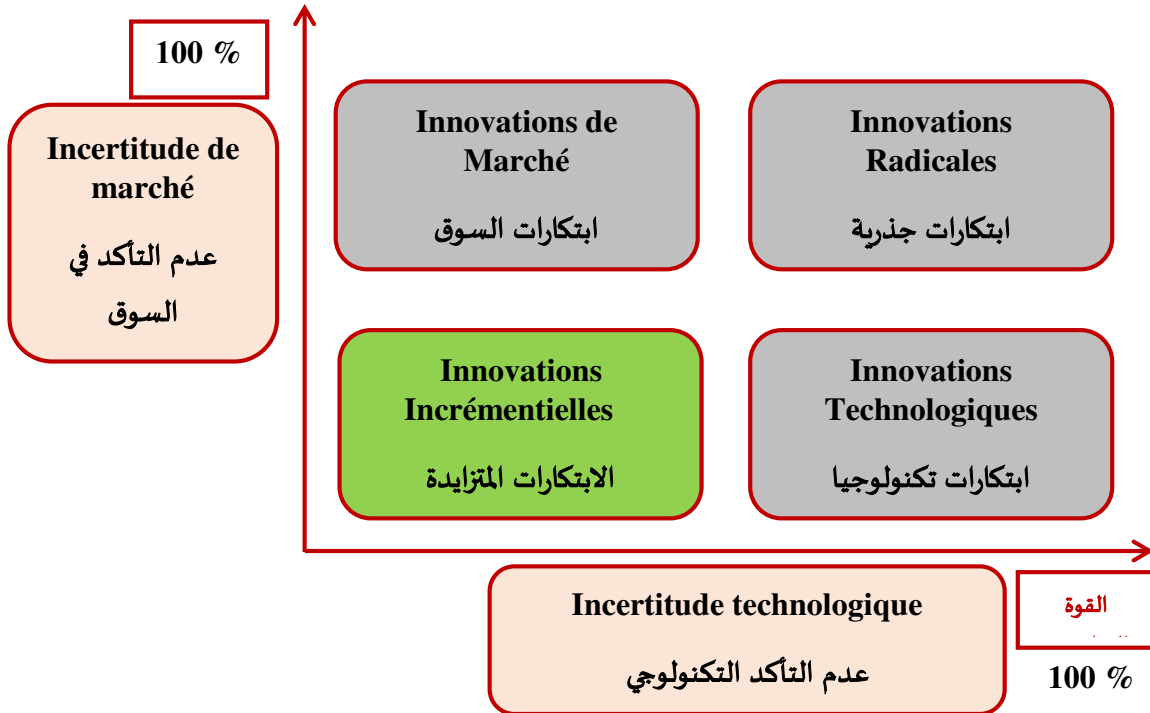 100 %
Incertitude de
marché
عدم التأكد في
السوق
Innovations de
Marché
ابتكارات السوق
Innovations
Radicales
ابتكارات جذرية
Innovations
Incrémentielles
الابتكارات المتزايدة
Innovations
Technologiques
ابتكارات تكنولوجيا
Incertitude technologique
عدم التأكد التكنولوجي
القوة
100 %